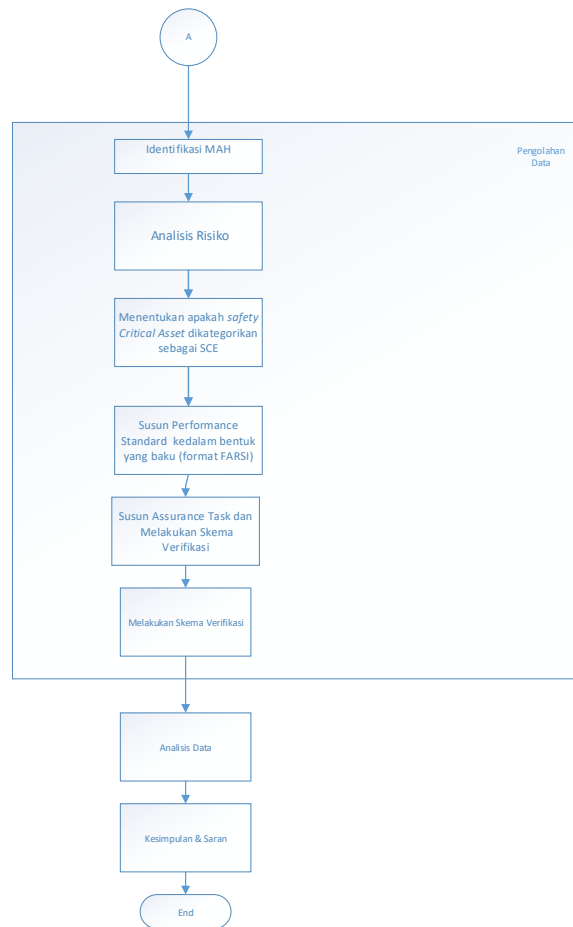 A
Identifikasi MAH
Pengolahan
Data
Analisis Risiko
Menentukan apakah safety
Critical Asset dikategorikan
sebagai SCE
Susun Performance
Standard kedalam bentuk
yang baku (format FARSI)
Susun Assurance Task dan
Melakukan Skema
Verifikasi
Melakukan Skema Verifikasi
Analisis Data
Kesimpulan & Saran
End